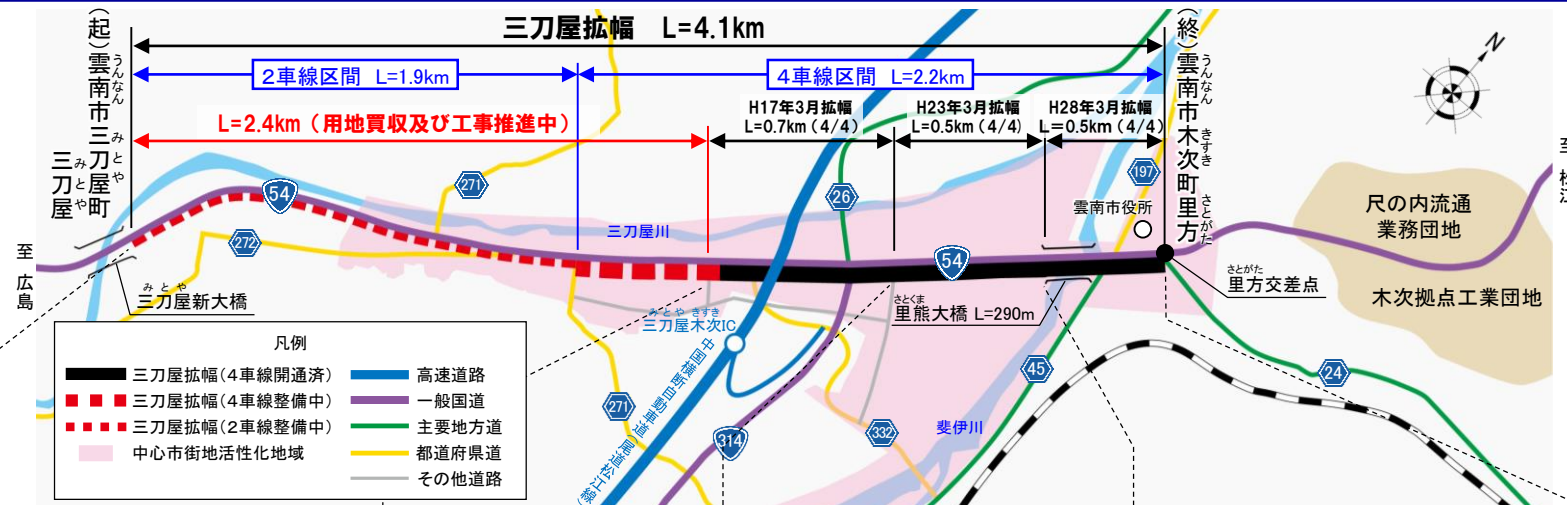 三刀屋拡幅 L=4.1km
(起)雲南市三刀屋町
うんなん
みとや
三刀屋
みとや
(終)雲南市木次町里方
うんなん
きすき
さとがた
2車線区間 L=1.9km
4車線区間 L=2.2km
L=2.4km(用地買収及び工事推進中)
H17年3月拡幅
L=0.7km(4/4)
H23年3月拡幅
L=0.5km(4/4)
H28年3月拡幅
L=0.5km(4/4)
N
54
271
272
26
197
雲南市役所
三刀屋川
54
尺の内流通
業務団地
木次拠点工業団地
至 広島
至 松江
みとや
三刀屋新大橋
さとがた
里方交差点
さとくま
里熊大橋 L=290m
みとや きすき
三刀屋木次IC
中国横断自動車道(尾道松江線)
271
314
332
45
24
斐伊川
凡例
三刀屋拡幅(4車線開通済)
三刀屋拡幅(4車線整備中)
三刀屋拡幅(2車線整備中)
中心市街地活性化地域
高速道路
一般国道
主要地方道
都道府県道
その他道路